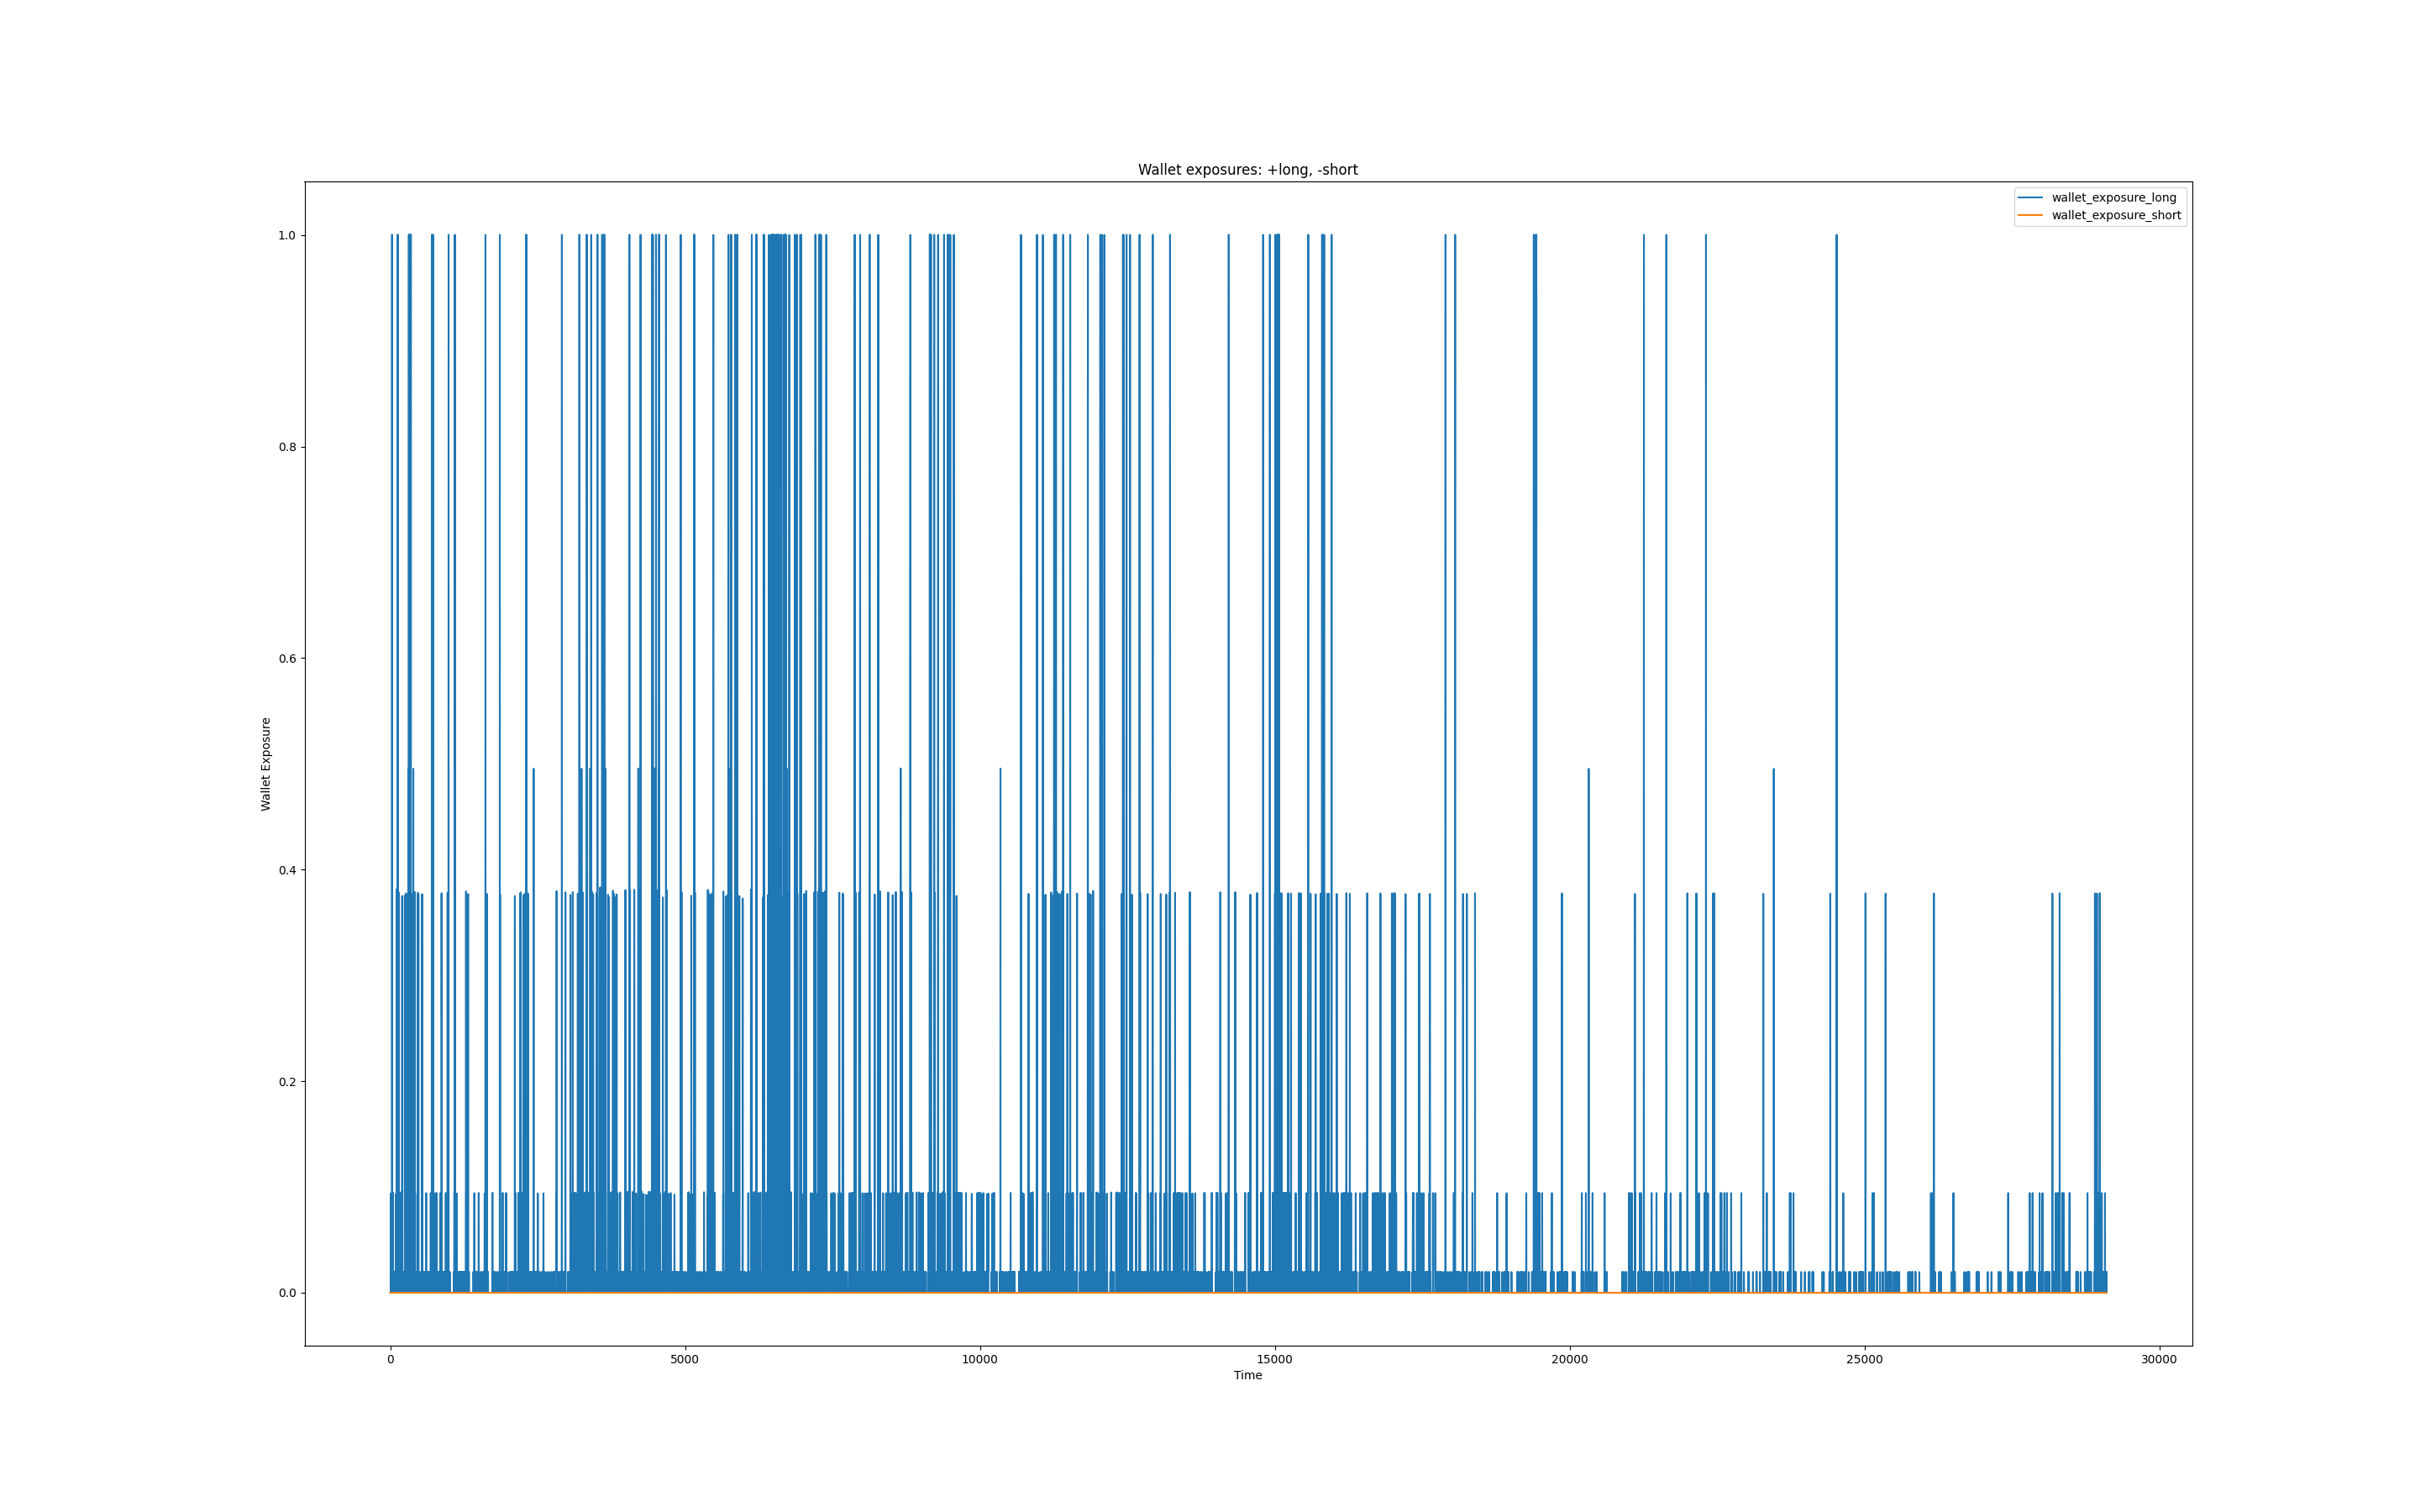 Wallet exposures: +long, -short
wallet_exposure_long
wallet_exposure_short
1.0
0.8
0.6
0.4
0.2
0.0
Wallet Exposure
0 5000 10000 15000 20000 25000 30000
Time